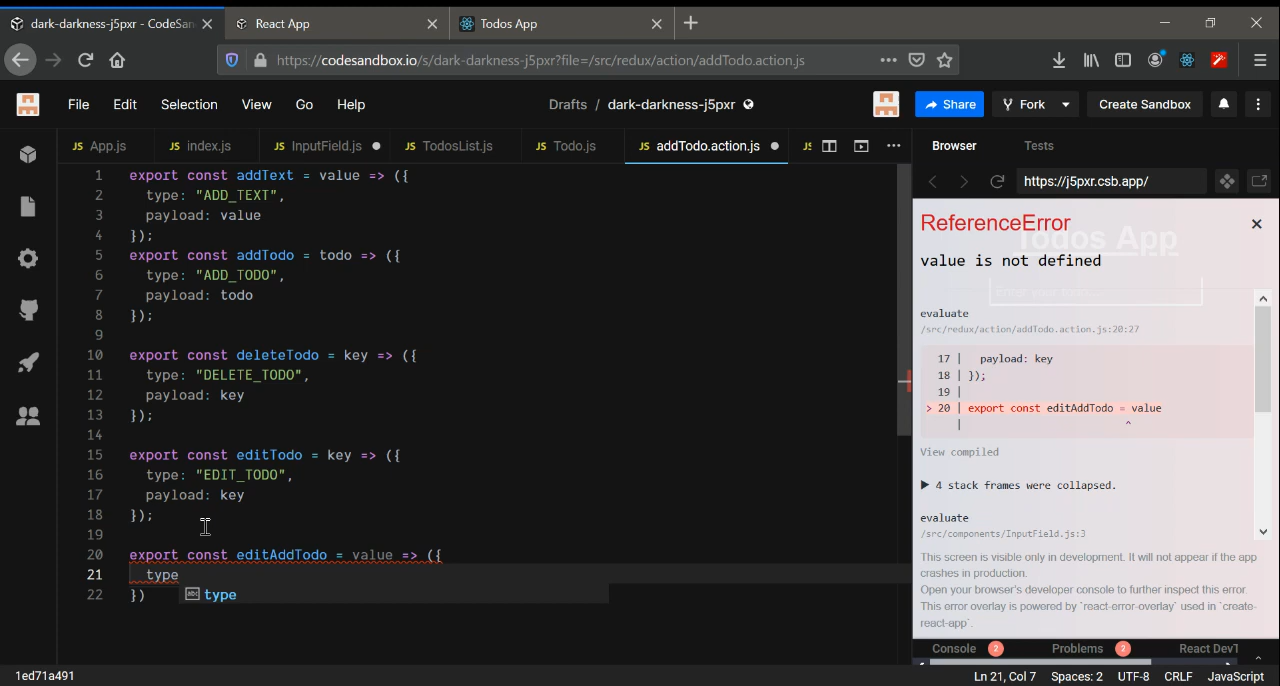 dark-darkness-j5pxr - CodeSan
React App
Todos App
https://codesandbox.io/s/dark-darkness-j5pxr?file=/src/redux/action/addTodo.action.js
File Edit Selection View Go Help
Drafts / dark-darkness-j5pxr
Share
Fork
Create Sandbox
JS App.js
JS index.js
JS InputField.js
JS TodosList.js
JS Todo.js
JS addTodo.action.js
JS
Browser
Tests
https://j5pxr.csb.app/
1 export const addText = value => ({
2 type: "ADD_TEXT",
3 payload: value
4 });
5 export const addTodo = todo => ({
6 type: "ADD_TODO",
7 payload: todo
8 });
9
10 export const deleteTodo = key => ({
11 type: "DELETE_TODO",
12 payload: key
13 });
14
15 export const editTodo = key => ({
16 type: "EDIT_TODO",
17 payload: key
18 });
19
20 export const editAddTodo = value => ({
21 type
22 })
abc type
ReferenceError
Todos App
value is not defined
evaluate
/src/redux/action/addTodo.action.js:20:27
17 | payload: key
18 | });
19 |
> 20 | export const editAddTodo = value
| ^
View compiled
▶ 4 stack frames were collapsed.
evaluate
/src/components/InputField.js:3
This screen is visible only in development. It will not appear if the app
crashes in production.
Open your browser's developer console to further inspect this error.
This error overlay is powered by `react-error-overlay` used in `create-
react-app`.
Console 2
Problems 2
React DevT
1ed71a491
Ln 21, Col 7
Spaces: 2
UTF-8
CRLF
JavaScript